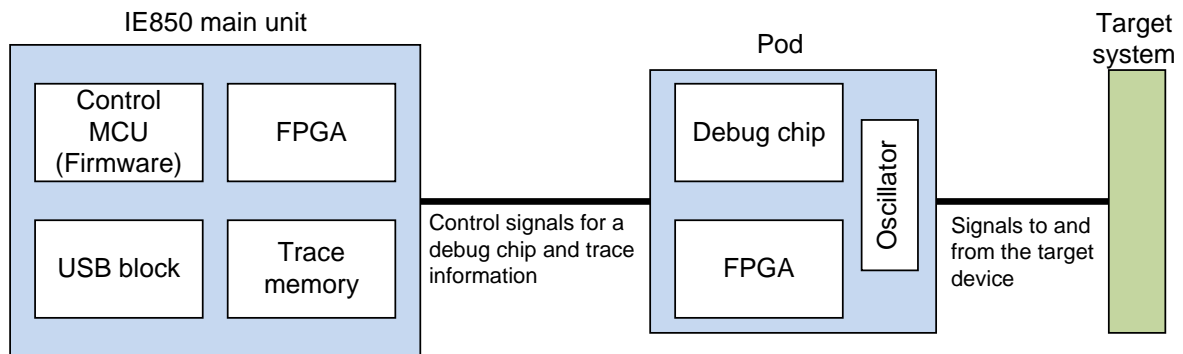 IE850 main unit
Control
MCU
(Firmware)
FPGA
USB block
Trace
memory
Control signals for a
debug chip and trace
information
Pod
Debug chip
FPGA
Oscillator
Signals to and
from the target
device
Target
system